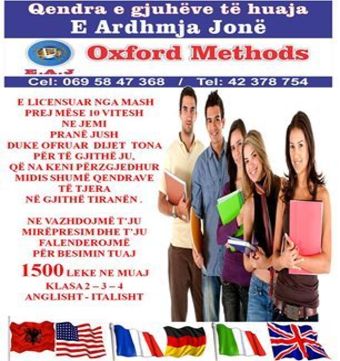 Qendra e gjuhëve të huaja
E Ardhmja Jonë
Oxford Methods
E.A.J
Cel: 069 58 47 368 / Tel: 42 378 754
E LICENSUAR NGA MASH
PREJ MËSE 10 VITESH
NE JEMI
PRANË JUSH
DUKE OFRUAR DIJET TONA
PËR TË GJITHË JU,
QË NA KENI PËRZGJEDHUR
MIDIS SHUMË QENDRAVE
TË TJERA
NË GJITHË TIRANËN .
NE VAZHDOJMË T'JU
MIRËPRESIM DHE T'JU
FALENDEROJMË
PËR BESIMIN TUAJ
1500 LEKE NE MUAJ
KLASA 2 – 3 – 4
ANGLISHT - ITALISHT